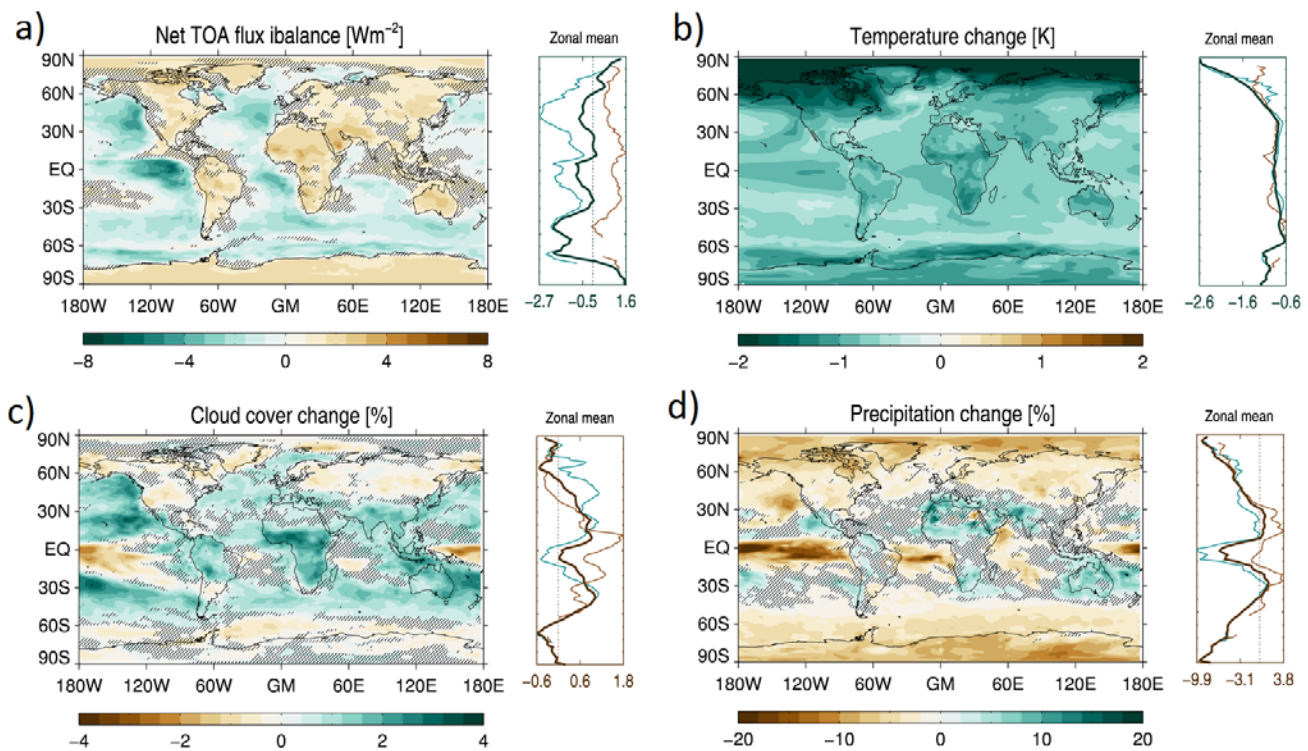 a)
Net TOA flux ibalance [Wm−2]
Zonal mean
90N
60N
30N
EQ
30S
60S
90S
180W 120W 60W GM 60E 120E 180E
−2.7 −0.5 1.6
−8 −4 0 4 8
b)
Temperature change [K]
Zonal mean
90N
60N
30N
EQ
30S
60S
90S
180W 120W 60W GM 60E 120E 180E
−2.6 −1.6 −0.6
−2 −1 0 1 2
c)
Cloud cover change [%]
Zonal mean
90N
60N
30N
EQ
30S
60S
90S
180W 120W 60W GM 60E 120E 180E
−0.6 0.6 1.8
−4 −2 0 2 4
d)
Precipitation change [%]
Zonal mean
90N
60N
30N
EQ
30S
60S
90S
180W 120W 60W GM 60E 120E 180E
−9.9 −3.1 3.8
−20 −10 0 10 20